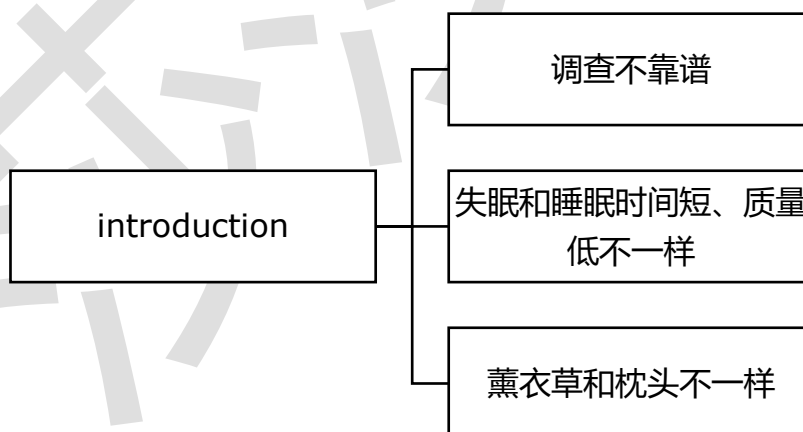 introduction
调查不靠谱
失眠和睡眠时间短、质量
低不一样
薰衣草和枕头不一样